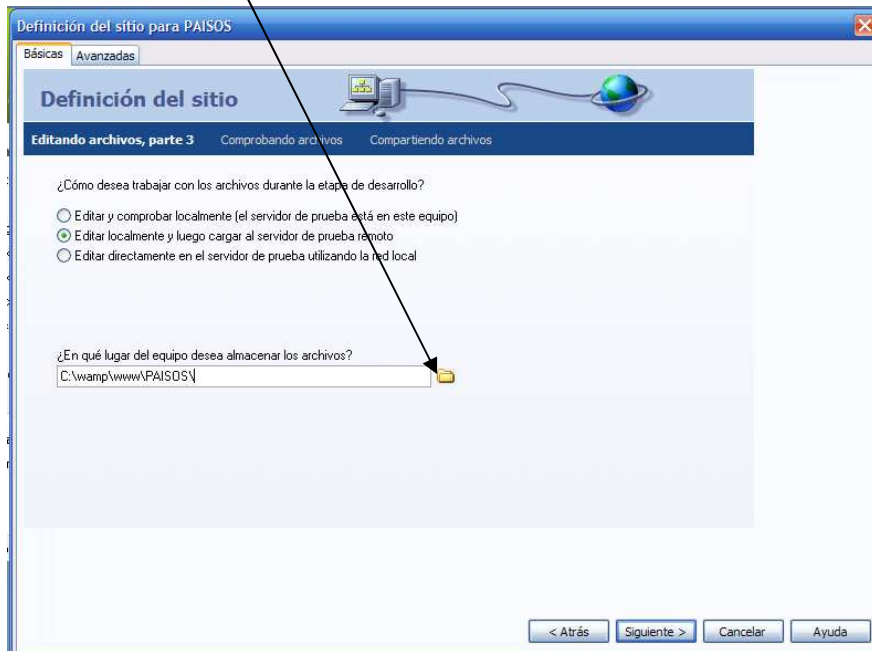 Definición del sitio para PAISOS
Básicas Avanzadas
Definición del sitio
Editando archivos, parte 3 Comprobando archivos Compartiendo archivos
¿Cómo desea trabajar con los archivos durante la etapa de desarrollo?
Editar y comprobar localmente (el servidor de prueba está en este equipo)
Editar localmente y luego cargar al servidor de prueba remoto
Editar directamente en el servidor de prueba utilizando la red local
¿En qué lugar del equipo desea almacenar los archivos?
C:\wamp\www\PAISOS\
< Atrás Siguiente > Cancelar Ayuda